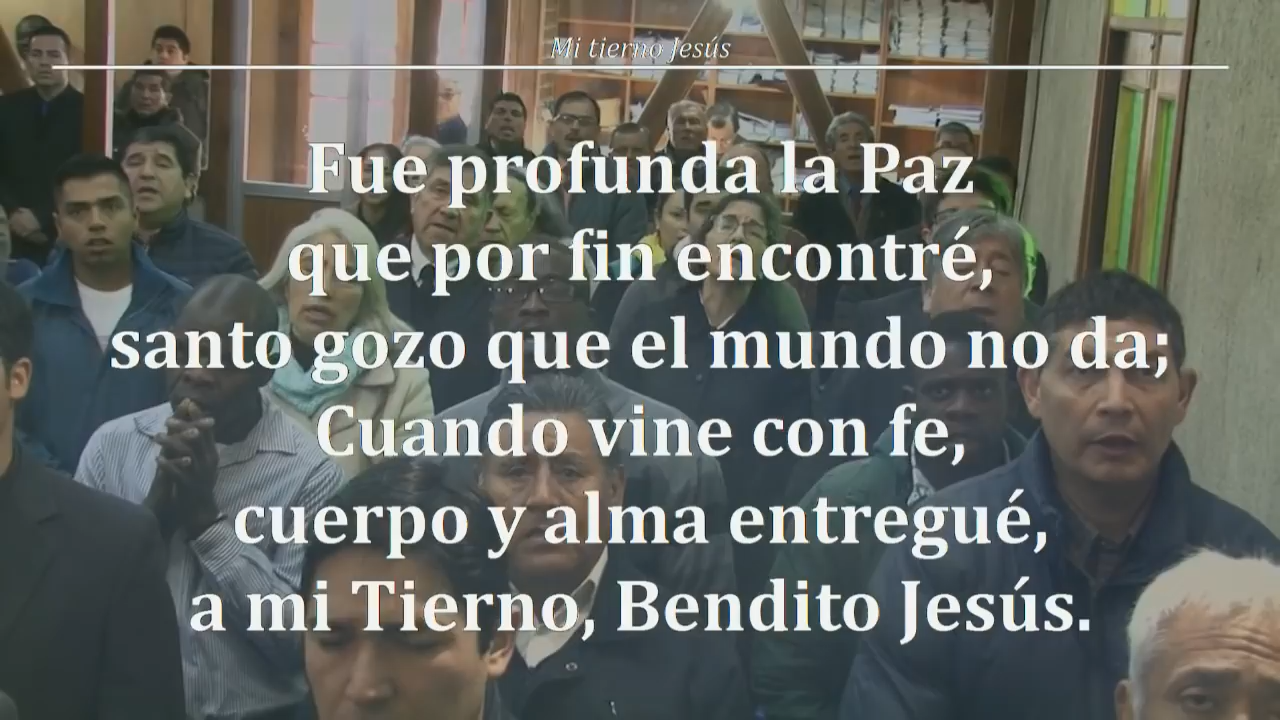 Mi tierno Jesús
Fue profunda la Paz
que por fin encontré,
santo gozo que el mundo no da;
Cuando vine con fe,
cuerpo y alma entregué,
a mi Tierno, Bendito Jesús.